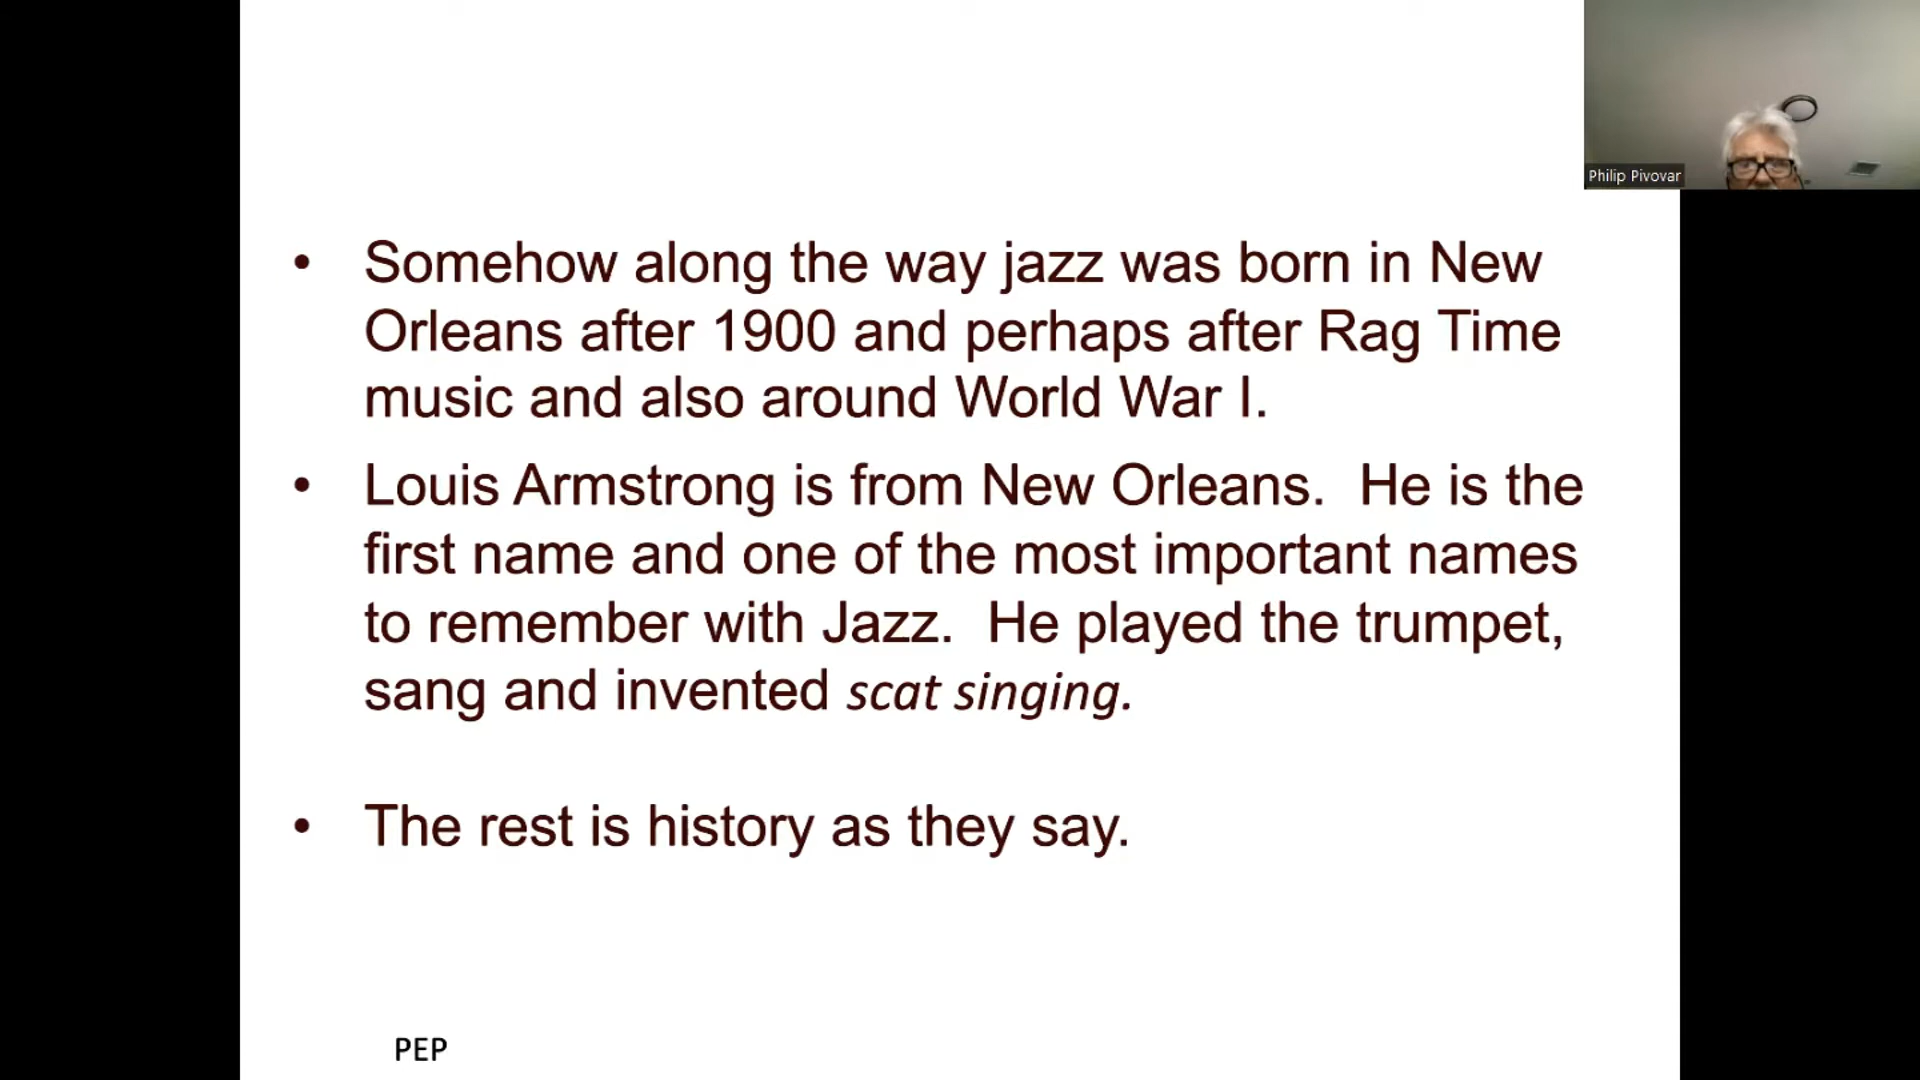 Philip Pivovar
• Somehow along the way jazz was born in New
Orleans after 1900 and perhaps after Rag Time
music and also around World War I.
• Louis Armstrong is from New Orleans.  He is the
first name and one of the most important names
to remember with Jazz.  He played the trumpet,
sang and invented scat singing.
• The rest is history as they say.
PEP